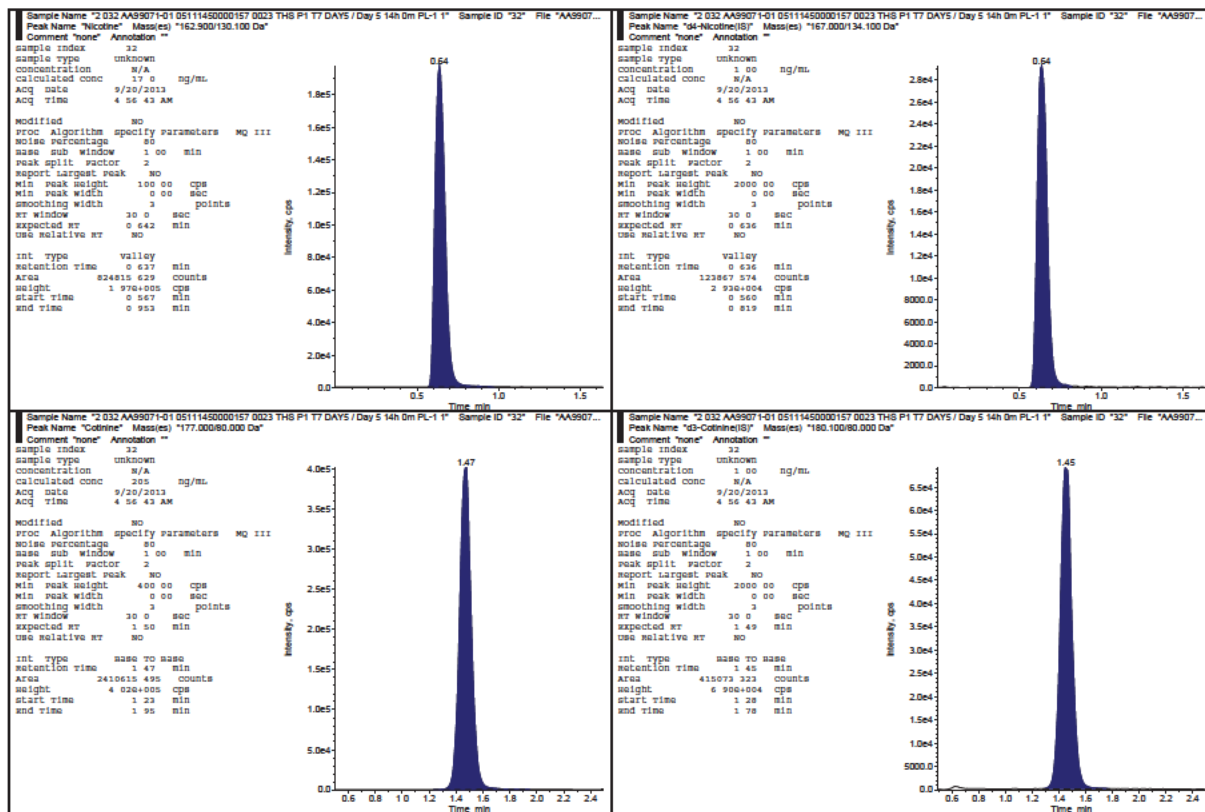 Sample Name "2 032 AA99071-01 05111450000157 0023 THS P1 T7 DAY5 / Day 5 14h 0m PL-1 1" Sample ID "32" File "AA9907...
Peak Name "Nicotine" Mass(es) "162.900/130.100 Da"
Comment "none" Annotation ""
Sample Index 32
Sample Type Unknown
Concentration N/A
Calculated Conc 17 0 ng/mL
Acq Date 9/20/2013
Acq Time 4 56 43 AM
Modified NO
Proc Algorithm Specify Parameters MQ III
Noise Percentage 80
Base Sub Window 1 00 min
Peak Split Factor 2
Report Largest Peak NO
Min Peak Height 100 00 cps
Min Peak Width 0 00 sec
Smoothing Width 3 points
RT Window 30 0 sec
Expected RT 0 642 min
Use Relative RT NO
Int Type Valley
Retention Time 0 637 min
Area 824815 629 counts
Height 1 97e+005 cps
Start Time 0 567 min
End Time 0 953 min
0.64
1.8e5
1.6e5
1.4e5
1.2e5
1.0e5
8.0e4
6.0e4
4.0e4
2.0e4
0.0
Intensity, cps
0.5 1.0 1.5
Time, min
Sample Name "2 032 AA99071-01 05111450000157 0023 THS P1 T7 DAY5 / Day 5 14h 0m PL-1 1" Sample ID "32" File "AA9907...
Peak Name "d4-Nicotine(IS)" Mass(es) "167.000/134.100 Da"
Comment "none" Annotation ""
Sample Index 32
Sample Type Unknown
Concentration 1 00 ng/mL
Calculated Conc N/A
Acq Date 9/20/2013
Acq Time 4 56 43 AM
Modified NO
Proc Algorithm Specify Parameters MQ III
Noise Percentage 80
Base Sub Window 1 00 min
Peak Split Factor 2
Report Largest Peak NO
Min Peak Height 2000 00 cps
Min Peak Width 0 00 sec
Smoothing Width 3 points
RT Window 30 0 sec
Expected RT 0 636 min
Use Relative RT NO
Int Type Valley
Retention Time 0 636 min
Area 123867 574 counts
Height 2 93e+004 cps
Start Time 0 560 min
End Time 0 819 min
0.64
2.8e4
2.6e4
2.4e4
2.2e4
2.0e4
1.8e4
1.6e4
1.4e4
1.2e4
1.0e4
8000.0
6000.0
4000.0
2000.0
0.0
Intensity, cps
0.5 1.0 1.5
Time, min
Sample Name "2 032 AA99071-01 05111450000157 0023 THS P1 T7 DAY5 / Day 5 14h 0m PL-1 1" Sample ID "32" File "AA9907...
Peak Name "Cotinine" Mass(es) "177.000/80.000 Da"
Comment "none" Annotation ""
Sample Index 32
Sample Type Unknown
Concentration N/A
Calculated Conc 205 ng/mL
Acq Date 9/20/2013
Acq Time 4 56 43 AM
Modified NO
Proc Algorithm Specify Parameters MQ III
Noise Percentage 80
Base Sub Window 1 00 min
Peak Split Factor 2
Report Largest Peak NO
Min Peak Height 400 00 cps
Min Peak Width 0 00 sec
Smoothing Width 3 points
RT Window 30 0 sec
Expected RT 1 50 min
Use Relative RT NO
Int Type Base To Base
Retention Time 1 47 min
Area 2410615 495 counts
Height 4 02e+005 cps
Start Time 1 23 min
End Time 1 95 min
1.47
4.0e5
3.5e5
3.0e5
2.5e5
2.0e5
1.5e5
1.0e5
5.0e4
0.0
Intensity, cps
0.6 0.8 1.0 1.2 1.4 1.6 1.8 2.0 2.2 2.4
Time, min
Sample Name "2 032 AA99071-01 05111450000157 0023 THS P1 T7 DAY5 / Day 5 14h 0m PL-1 1" Sample ID "32" File "AA9907...
Peak Name "d3-Cotinine(IS)" Mass(es) "180.100/80.000 Da"
Comment "none" Annotation ""
Sample Index 32
Sample Type Unknown
Concentration 1 00 ng/mL
Calculated Conc N/A
Acq Date 9/20/2013
Acq Time 4 56 43 AM
Modified NO
Proc Algorithm Specify Parameters MQ III
Noise Percentage 80
Base Sub Window 1 00 min
Peak Split Factor 2
Report Largest Peak NO
Min Peak Height 2000 00 cps
Min Peak Width 0 00 sec
Smoothing Width 3 points
RT Window 30 0 sec
Expected RT 1 49 min
Use Relative RT NO
Int Type Base To Base
Retention Time 1 45 min
Area 415073 323 counts
Height 6 90e+004 cps
Start Time 1 28 min
End Time 1 78 min
1.45
6.5e4
6.0e4
5.5e4
5.0e4
4.5e4
4.0e4
3.5e4
3.0e4
2.5e4
2.0e4
1.5e4
1.0e4
5000.0
0.0
Intensity, cps
0.6 0.8 1.0 1.2 1.4 1.6 1.8 2.0 2.2 2.4
Time, min